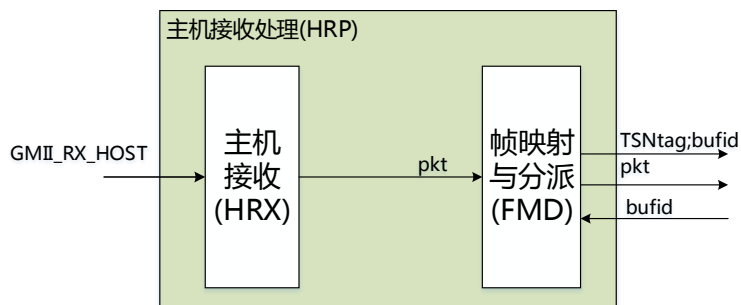 主机接收处理(HRP)
GMII_RX_HOST
主机
接收
(HRX)
pkt
帧映射
与分派
(FMD)
TSNtag;bufid
pkt
bufid